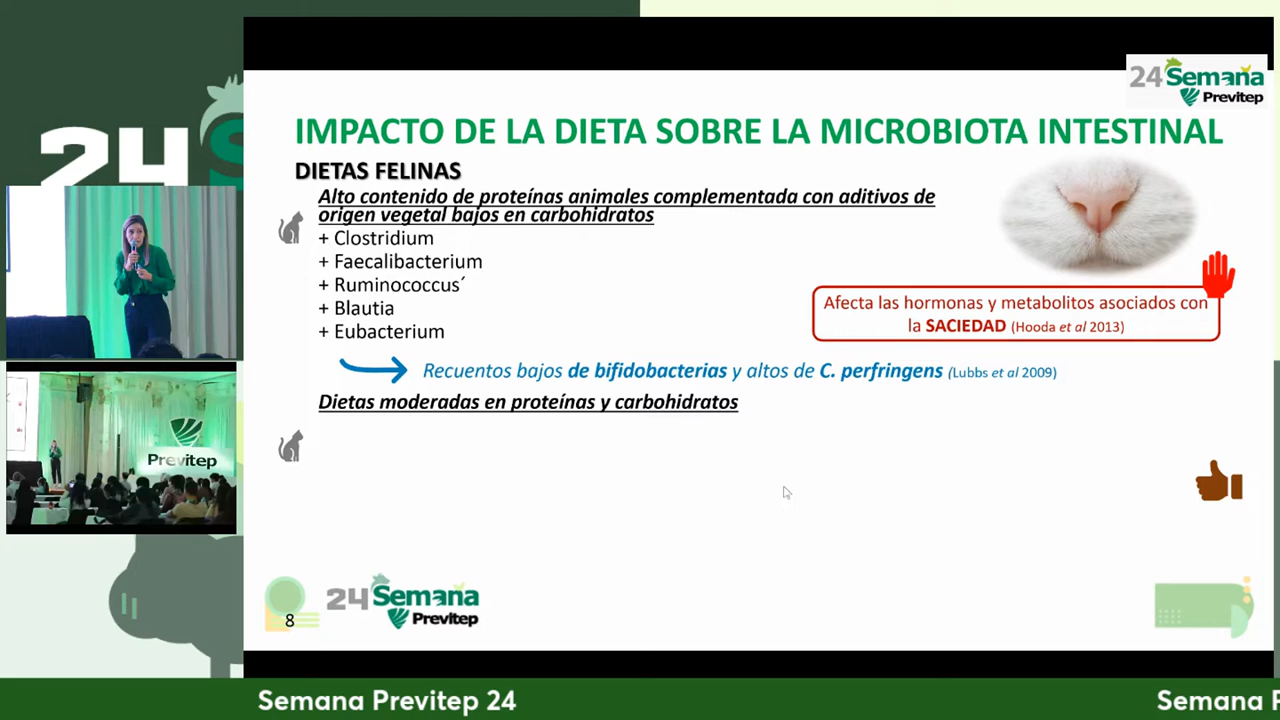 24
24 Semana
Previtep
IMPACTO DE LA DIETA SOBRE LA MICROBIOTA INTESTINAL
DIETAS FELINAS
Alto contenido de proteínas animales complementada con aditivos de
origen vegetal bajos en carbohidratos
+ Clostridium
+ Faecalibacterium
+ Ruminococcus´
+ Blautia
+ Eubacterium
Afecta las hormonas y metabolitos asociados con
la SACIEDAD (Hooda et al 2013)
Recuentos bajos de bifidobacterias y altos de C. perfringens (Lubbs et al 2009)
Dietas moderadas en proteínas y carbohidratos
Previtep
24 Semana
Previtep
8
Semana Previtep 24
Semana P